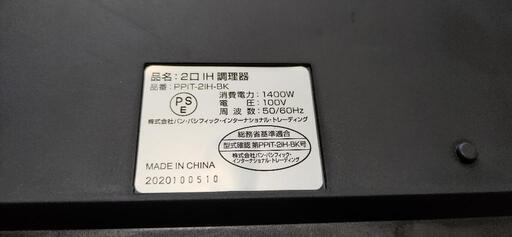 品名：2口IH調理器
品番：PPIT-2IH-BK
PS
E
消費電力：1400W
電　圧：100V
周　波　数：50/60Hz
株式会社パン・パシフィック・インターナショナル・トレーディング
総務省基準適合
型式確認 第PPIT-2IH-BK号
株式会社パン・パシフィック・
インターナショナル・トレーディング
MADE IN CHINA
2020100510